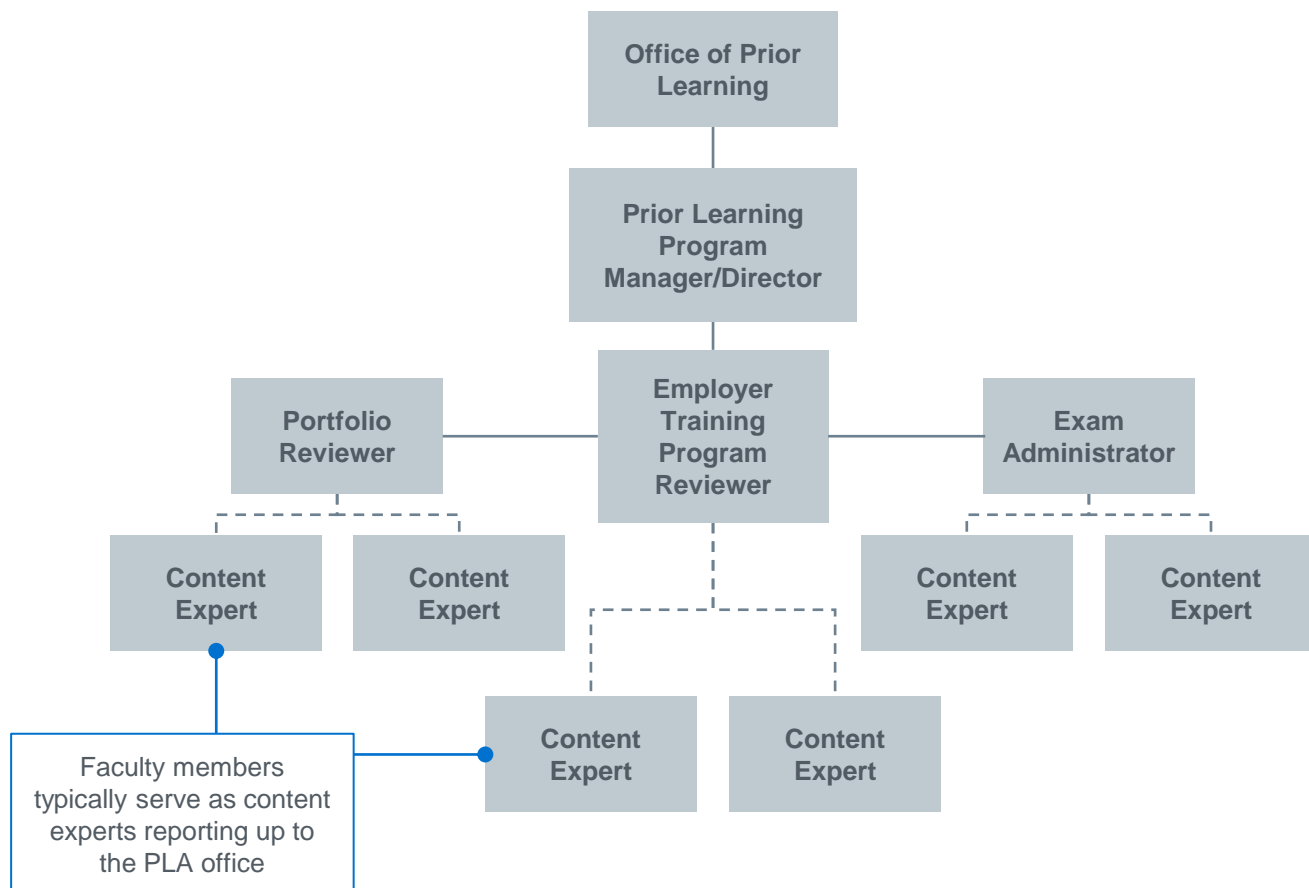 Office of Prior
Learning
Prior Learning
Program
Manager/Director
Portfolio
Reviewer
Employer
Training
Program
Reviewer
Exam
Administrator
Content
Expert
Content
Expert
Content
Expert
Content
Expert
Content
Expert
Content
Expert
Faculty members
typically serve as content
experts reporting up to
the PLA office